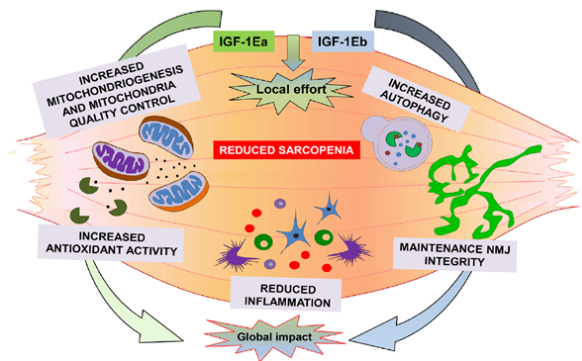 IGF-1Ea
IGF-1Eb
Local effort
INCREASED
MITOCHONDRIOGENESIS
AND MITOCHONDRIA
QUALITY CONTROL
INCREASED
AUTOPHAGY
REDUCED SARCOPENIA
INCREASED
ANTIOXIDANT ACTIVITY
MAINTENANCE NMJ
INTEGRITY
REDUCED
INFLAMMATION
Global impact